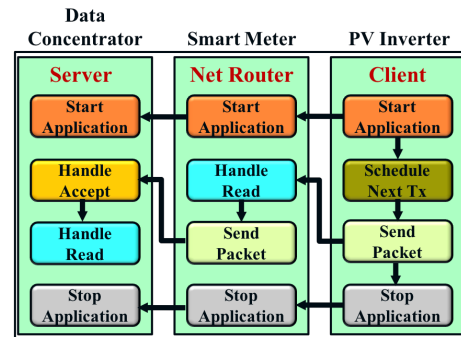 Data
Concentrator
Smart Meter
PV Inverter
Server
Net Router
Client
Start
Application
Start
Application
Start
Application
Handle
Accept
Handle
Read
Schedule
Next Tx
Handle
Read
Send
Packet
Send
Packet
Stop
Application
Stop
Application
Stop
Application